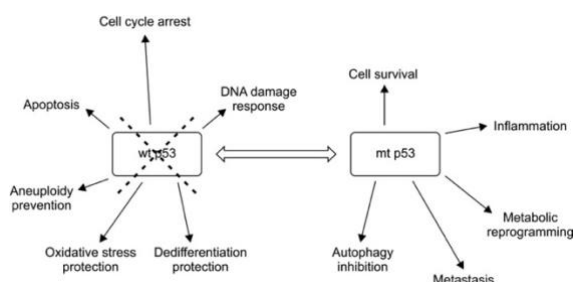 Cell cycle arrest
Cell survival
Apoptosis
DNA damage
response
Inflammation
wt p53
mt p53
Aneuploidy
prevention
Metabolic
reprogramming
Oxidative stress
protection
Dedifferentiation
protection
Autophagy
inhibition
Metastasis